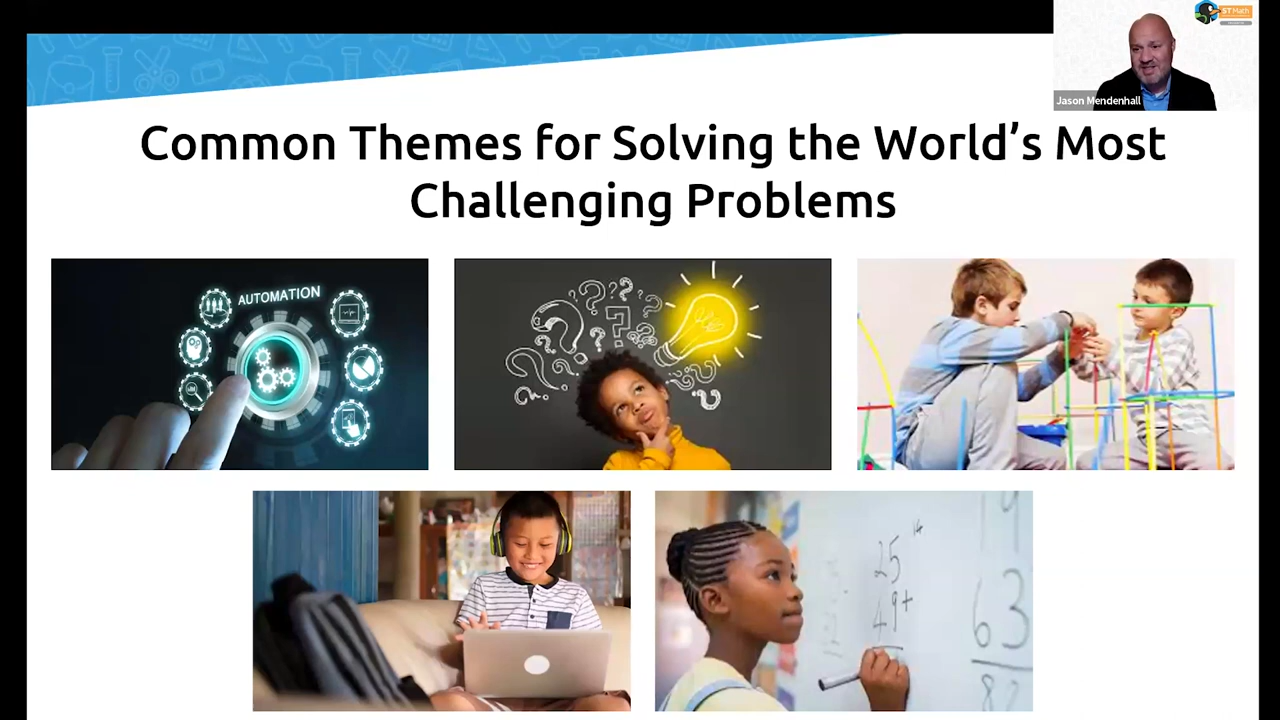 ST Math
Jason Mendenhall
Common Themes for Solving the World's Most
Challenging Problems
AUTOMATION
25
49+
63